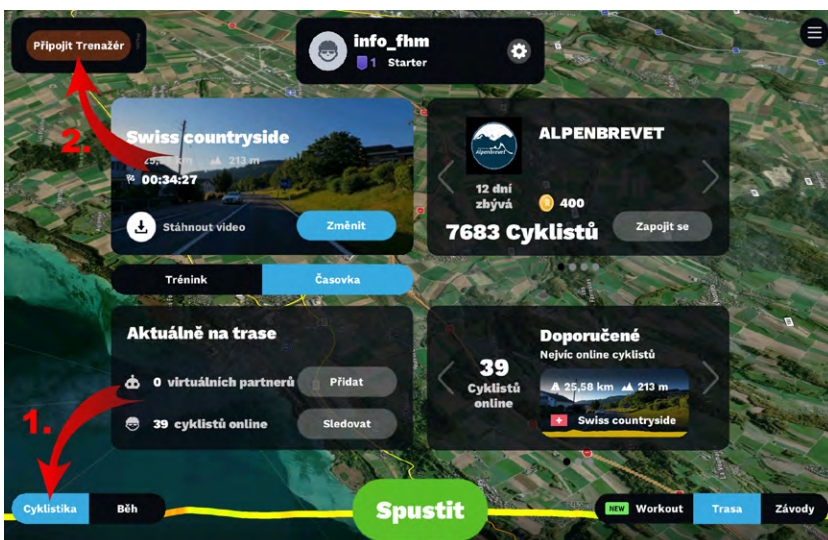 Připojit Trenažér
info_fhm
1 Starter
2.
Swiss countryside
25,58 km 213 m
00:34:27
Stáhnout video
Změnit
Alpenbrevet
ALPENBREVET
12 dní
zbývá
400
7683 Cyklistů
Zapojit se
Trénink
Časovka
Aktuálně na trase
0 virtuálních partnerů
Přidat
39 cyklistů online
Sledovat
1.
Doporučené
Nejvíc online cyklistů
39
Cyklistů
online
25,58 km 213 m
Swiss countryside
Cyklistika
Běh
Spustit
NEW Workout
Trasa
Závody